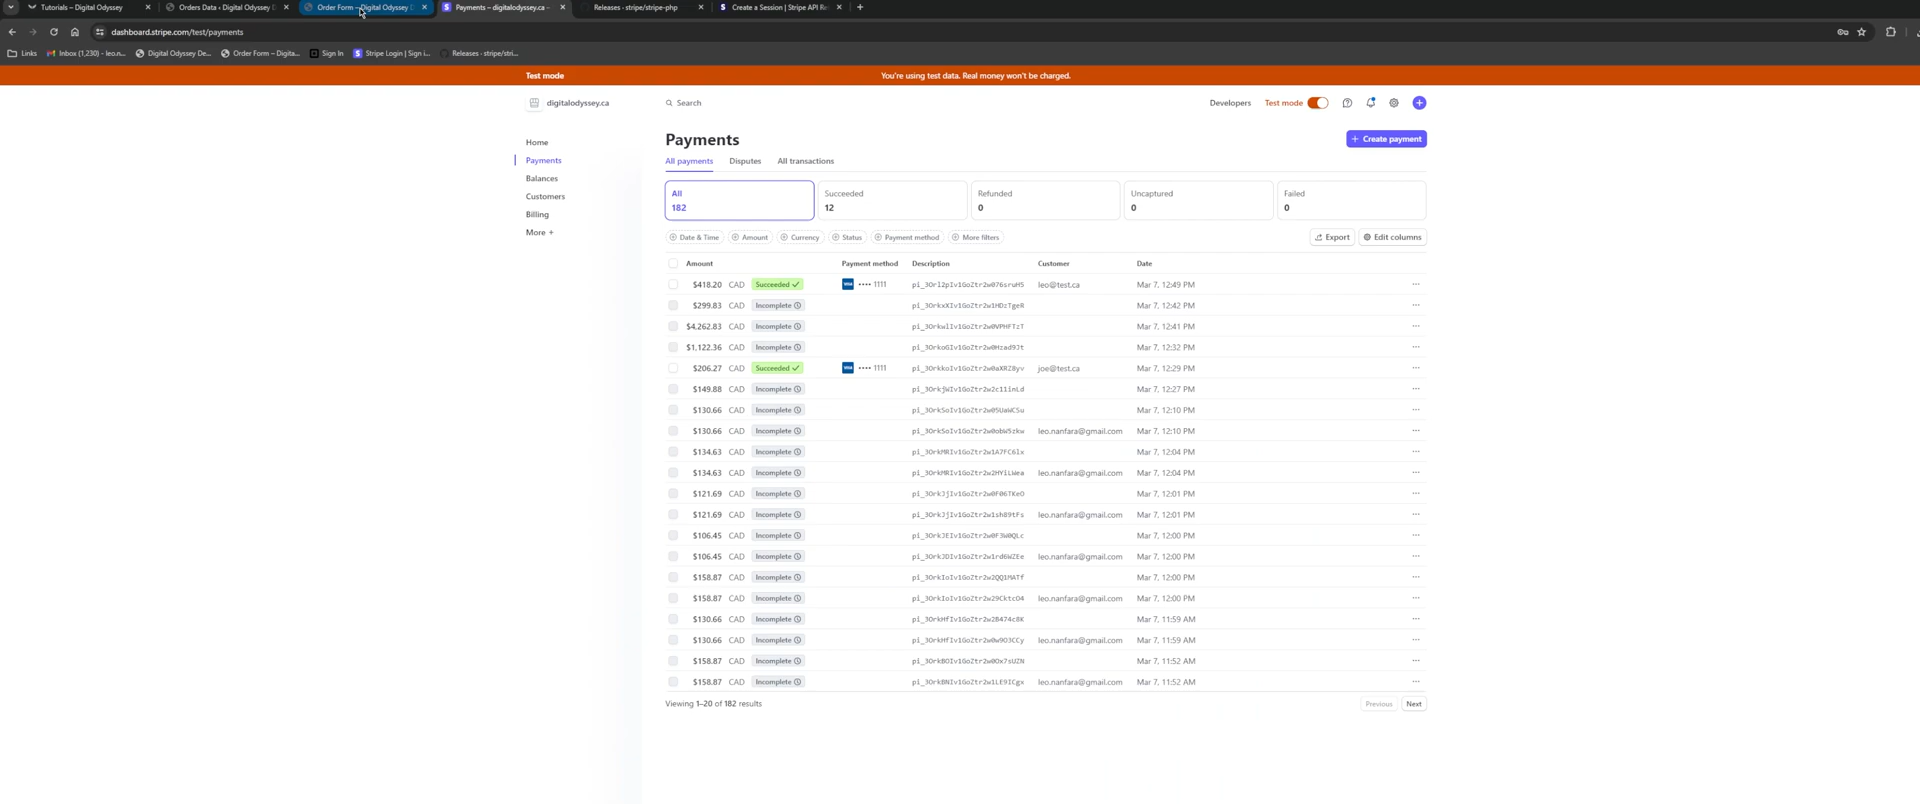 Tutorials – Digital Odyssey
Orders Data ‹ Digital Odyssey
Order Form – Digital Odyssey
Payments – digitalodyssey.ca -
Releases · stripe/stripe-php
Create a Session | Stripe API Re
dashboard.stripe.com/test/payments
Links
Inbox (1,230) - leo.n...
Digital Odyssey De...
Order Form – Digita...
Sign In
Stripe Login | Sign i...
Releases · stripe/stri...
Test mode
You're using test data. Real money won't be charged.
digitalodyssey.ca
Search
Developers
Test mode
Home
Payments
Balances
Customers
Billing
More +
Payments
+ Create payment
All payments Disputes All transactions
All
182
Succeeded
12
Refunded
0
Uncaptured
0
Failed
0
Date & Time Amount Currency Status Payment method More filters Export Edit columns
Amount Payment method Description Customer Date
$418.20 CAD Succeeded ✓ VISA •••• 1111 leo@test.ca Mar 7, 12:49 PM
$299.83 CAD Incomplete Mar 7, 12:42 PM
$4,262.83 CAD Incomplete Mar 7, 12:41 PM
$1,122.36 CAD Incomplete Mar 7, 12:32 PM
$206.27 CAD Succeeded ✓ VISA •••• 1111 joe@test.ca Mar 7, 12:29 PM
$149.88 CAD Incomplete Mar 7, 12:27 PM
$130.66 CAD Incomplete Mar 7, 12:10 PM
$130.66 CAD Incomplete leo.nanfara@gmail.com Mar 7, 12:10 PM
$134.63 CAD Incomplete Mar 7, 12:04 PM
$134.63 CAD Incomplete leo.nanfara@gmail.com Mar 7, 12:04 PM
$121.69 CAD Incomplete Mar 7, 12:01 PM
$121.69 CAD Incomplete leo.nanfara@gmail.com Mar 7, 12:01 PM
$106.45 CAD Incomplete Mar 7, 12:00 PM
$106.45 CAD Incomplete leo.nanfara@gmail.com Mar 7, 12:00 PM
$158.87 CAD Incomplete Mar 7, 12:00 PM
$158.87 CAD Incomplete leo.nanfara@gmail.com Mar 7, 12:00 PM
$130.66 CAD Incomplete Mar 7, 11:59 AM
$130.66 CAD Incomplete leo.nanfara@gmail.com Mar 7, 11:59 AM
$158.87 CAD Incomplete Mar 7, 11:52 AM
$158.87 CAD Incomplete leo.nanfara@gmail.com Mar 7, 11:52 AM
Viewing 1–20 of 182 results
Previous Next